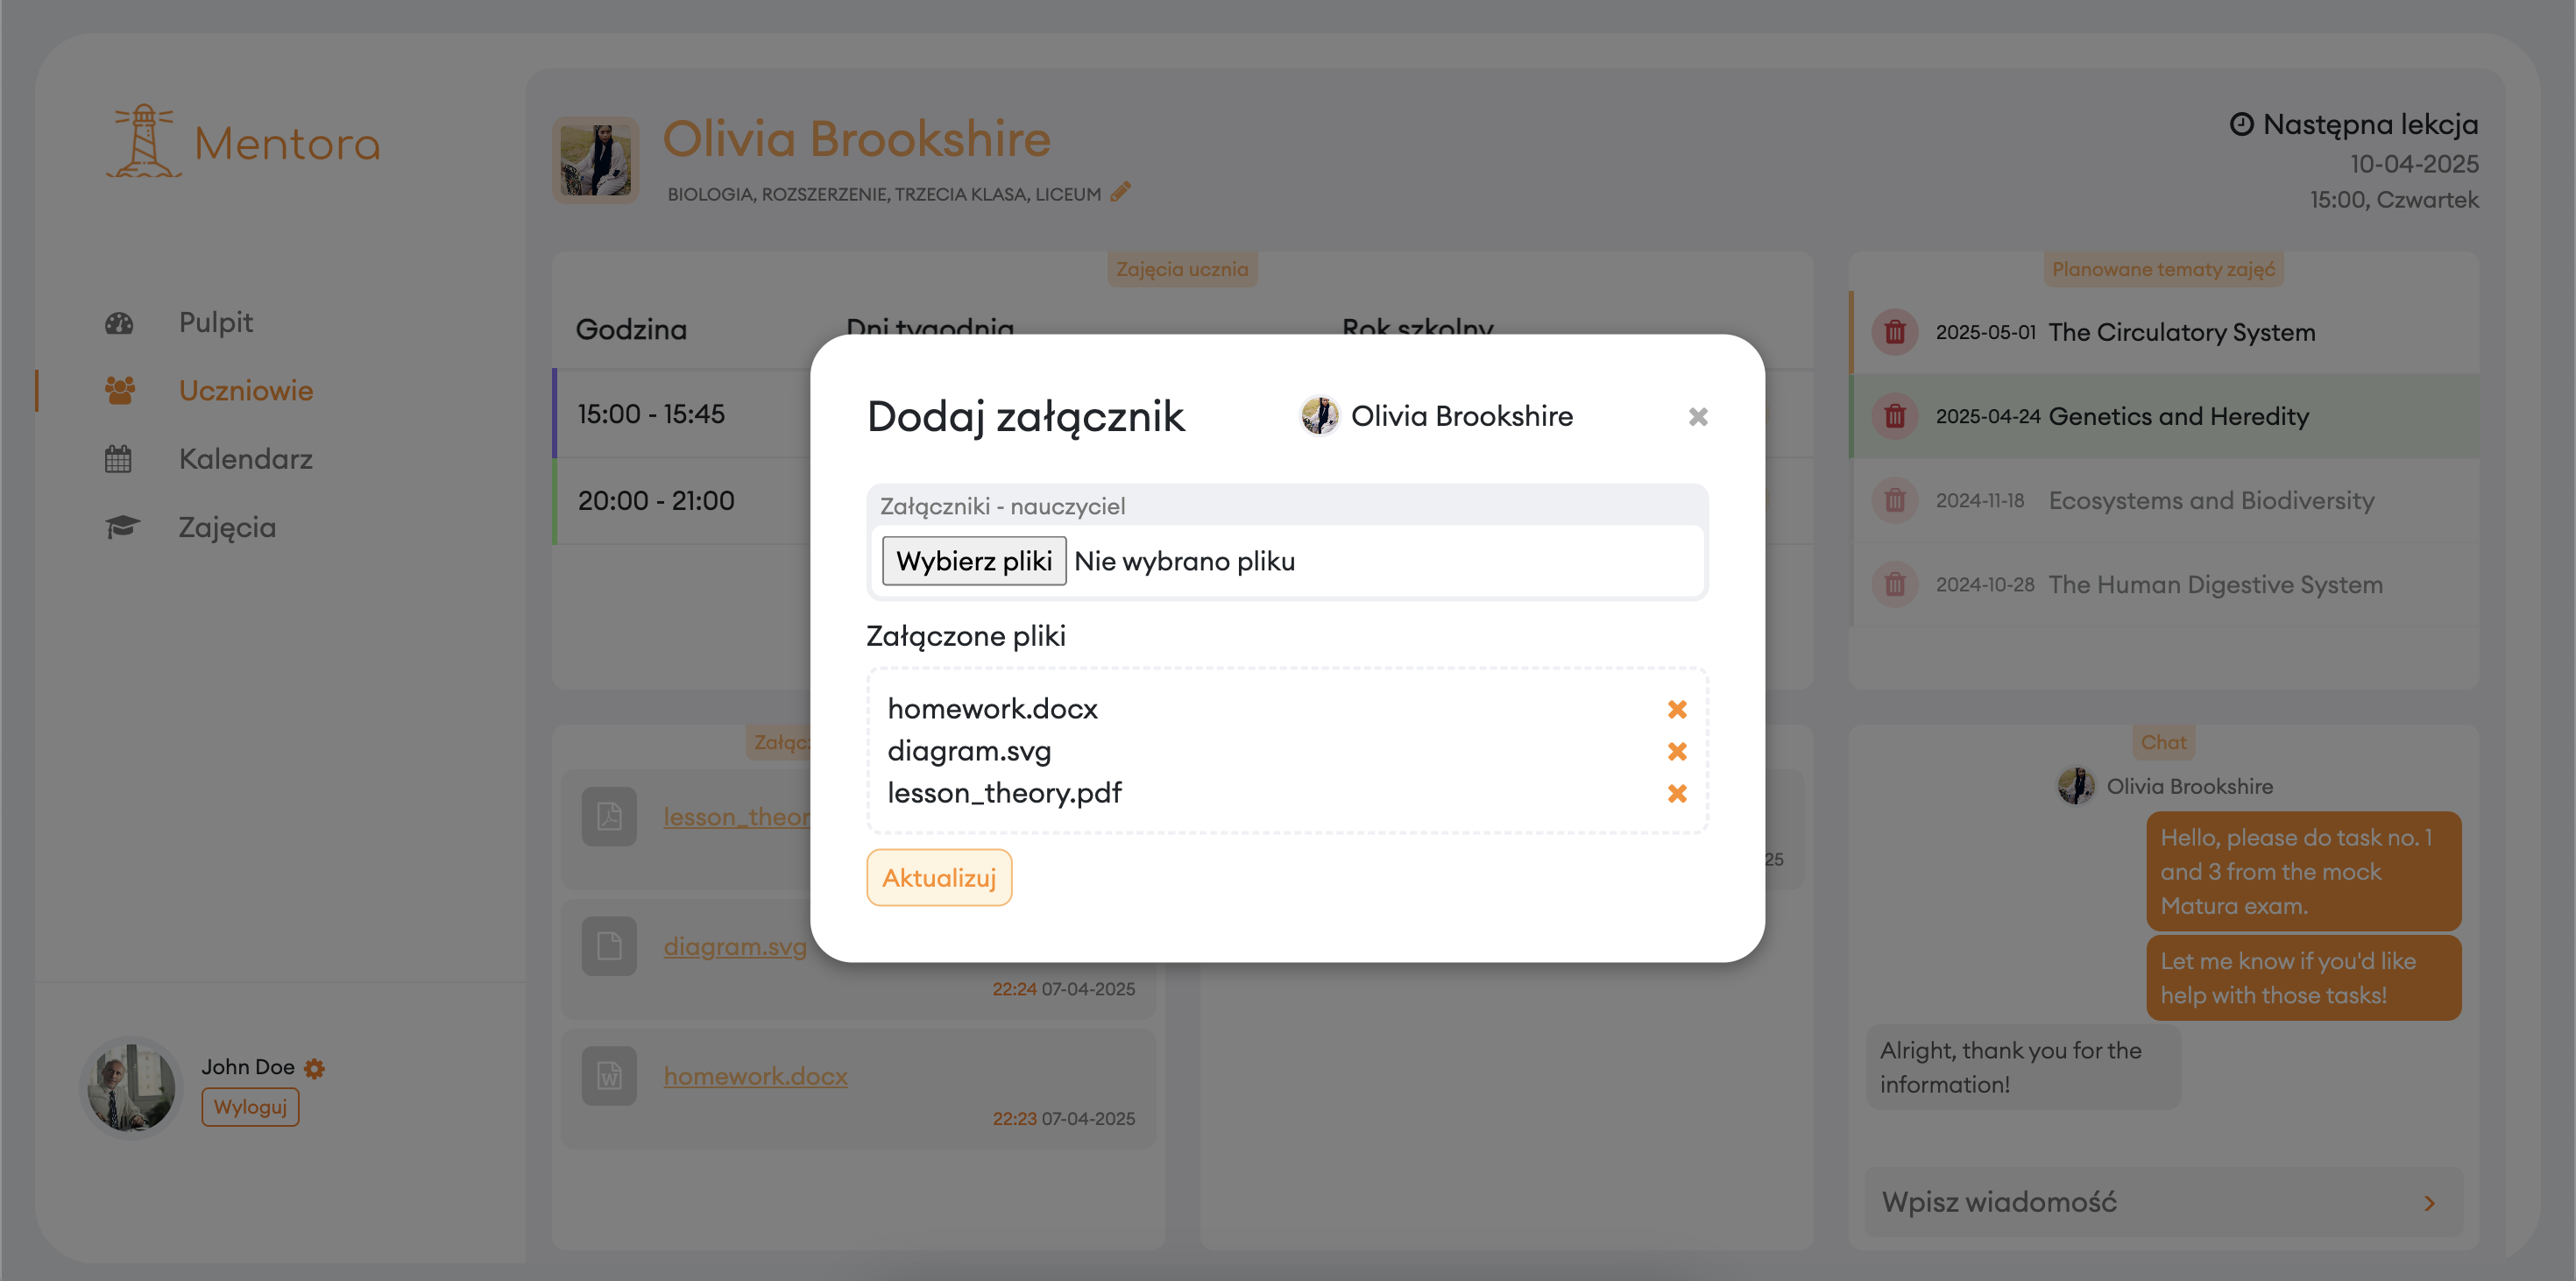 Mentora
Pulpit
Uczniowie
Kalendarz
Zajęcia
John Doe
Wyloguj
Olivia Brookshire
BIOLOGIA, ROZSZERZENIE, TRZECIA KLASA, LICEUM
Następna lekcja
10-04-2025
15:00, Czwartek
Zajęcia ucznia
Godzina Dni tygodnia Rok szkolny
15:00 - 15:45
20:00 - 21:00
Planowane tematy zajęć
2025-05-01 The Circulatory System
2025-04-24 Genetics and Heredity
2024-11-18 Ecosystems and Biodiversity
2024-10-28 The Human Digestive System
Dodaj załącznik
Olivia Brookshire
Załączniki - nauczyciel
Wybierz pliki Nie wybrano pliku
Załączone pliki
homework.docx
diagram.svg
lesson_theory.pdf
Aktualizuj
diagram.svg
22:24 07-04-2025
homework.docx
22:23 07-04-2025
Chat
Olivia Brookshire
Hello, please do task no. 1
and 3 from the mock
Matura exam.
Let me know if you'd like
help with those tasks!
Alright, thank you for the
information!
Wpisz wiadomość